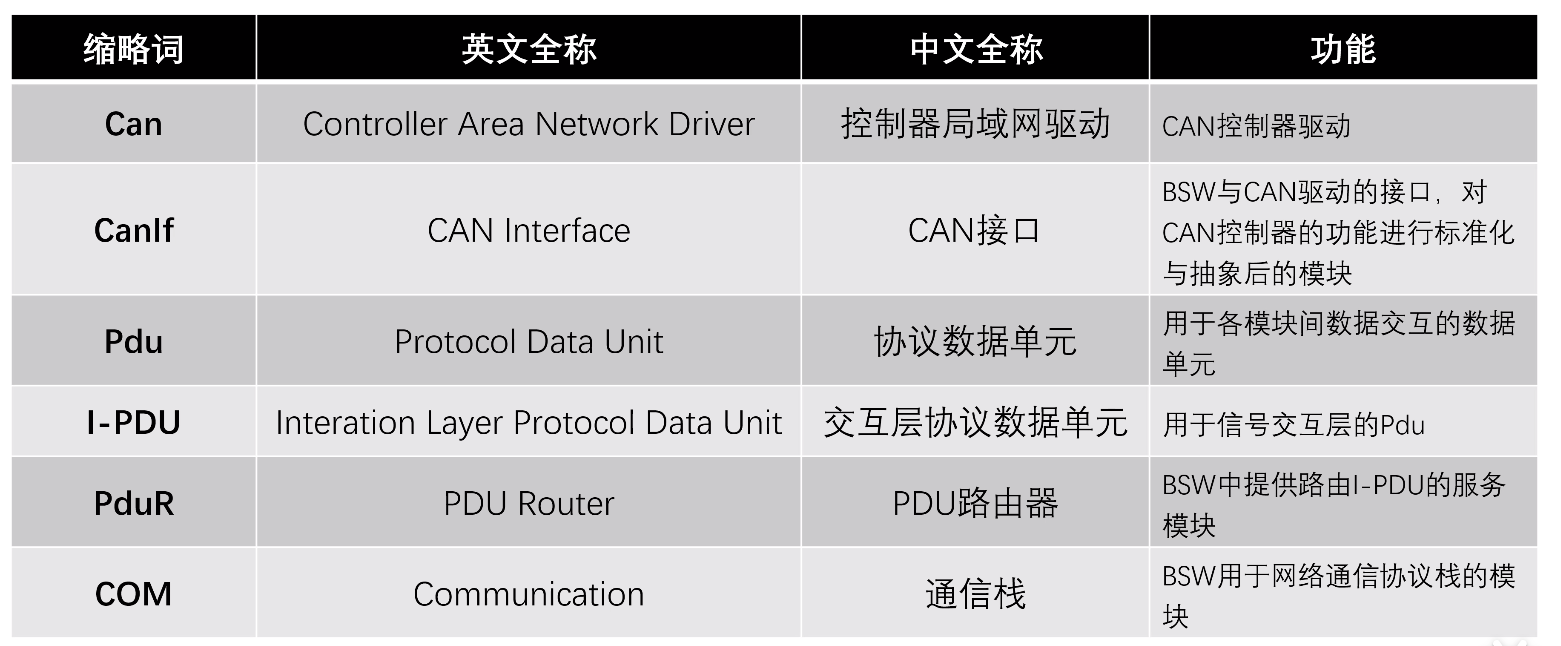 缩略词 英文全称 中文全称 功能
Can Controller Area Network Driver 控制器局域网驱动 CAN控制器驱动
CanIf CAN Interface CAN接口 BSW与CAN驱动的接口，对
CAN控制器的功能进行标准化
与抽象后的模块
Pdu Protocol Data Unit 协议数据单元 用于各模块间数据交互的数据
单元
I-PDU Interation Layer Protocol Data Unit 交互层协议数据单元 用于信号交互层的Pdu
PduR PDU Router PDU路由器 BSW中提供路由I-PDU的服务
模块
COM Communication 通信栈 BSW用于网络通信协议栈的模
块